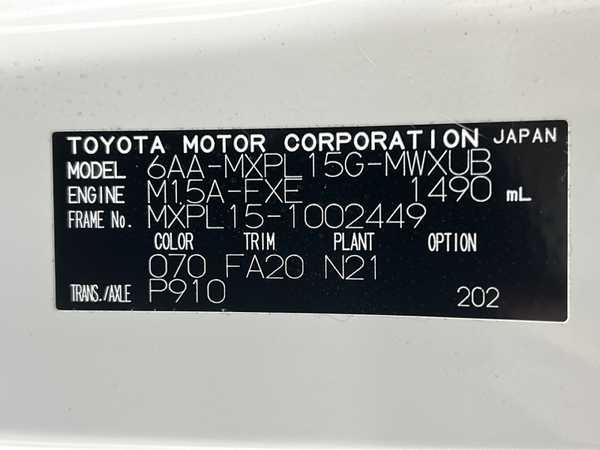 TOYOTA MOTOR CORPORATION JAPAN
MODEL 6AA-MXPL15G-MWXUB
ENGINE M15A-FXE 1490 mL
FRAME No. MXPL15-1002449
COLOR TRIM PLANT OPTION
070 FA20 N21
TRANS./AXLE P910 202